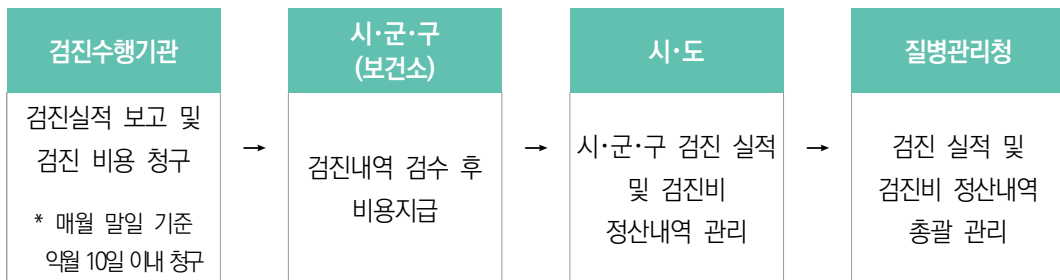 검진수행기관
검진실적 보고 및
검진 비용 청구
* 매월 말일 기준
익월 10일 이내 청구
→
시·군·구
(보건소)
검진내역 검수 후
비용지급
→
시·도
시·군·구 검진 실적
및 검진비
정산내역 관리
→
질병관리청
검진 실적 및
검진비 정산내역
총괄 관리